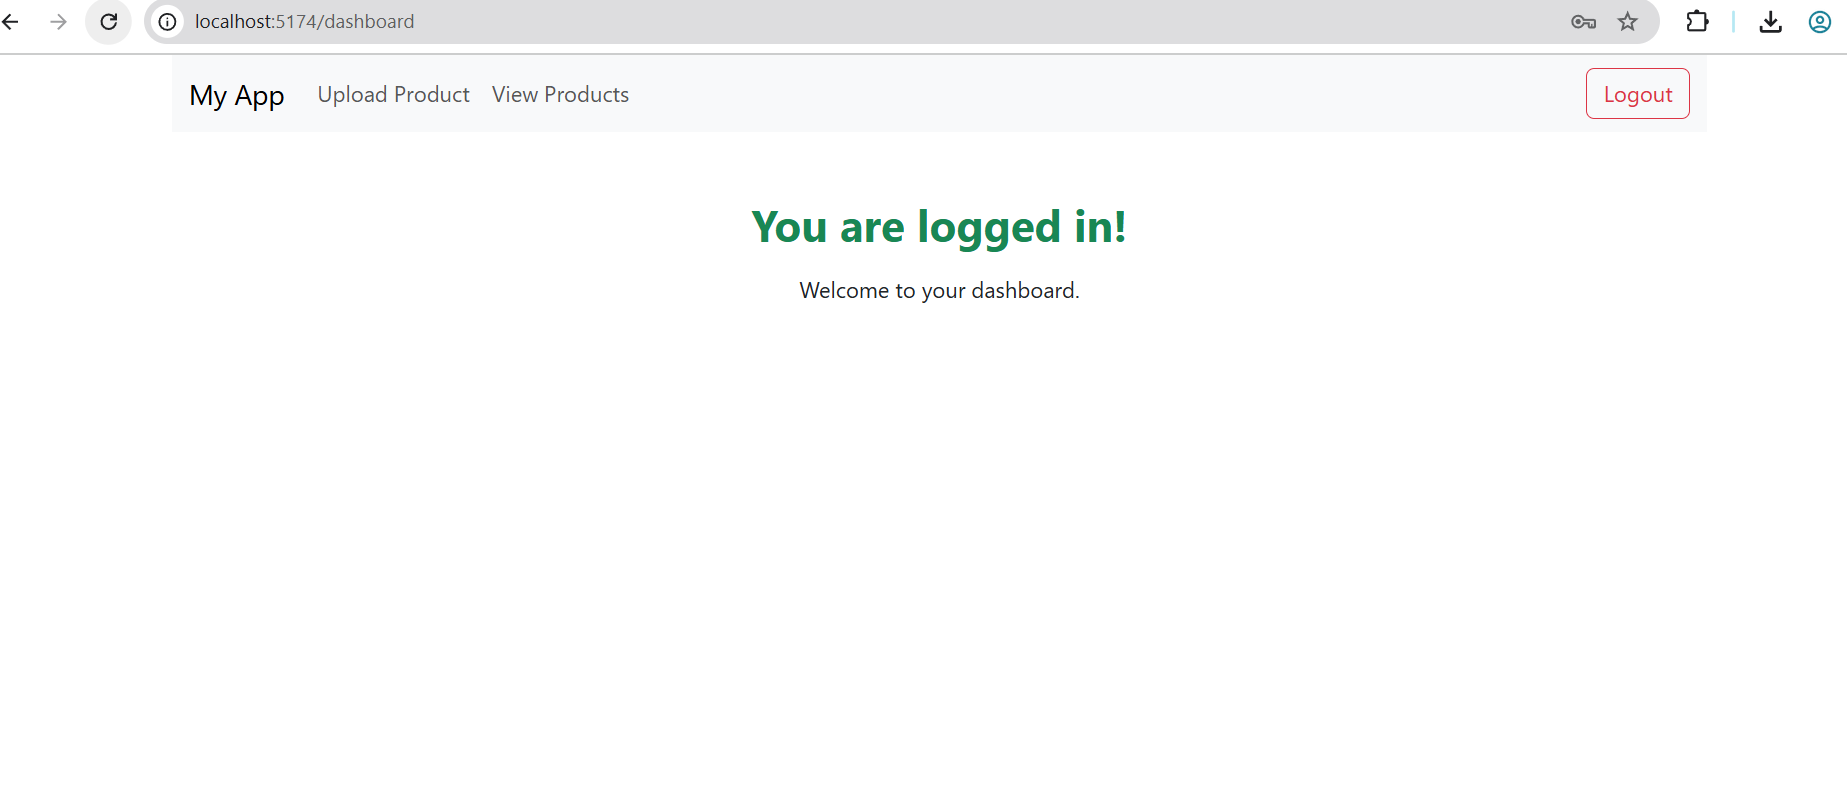 localhost:5174/dashboard
My App Upload Product View Products Logout
You are logged in!
Welcome to your dashboard.